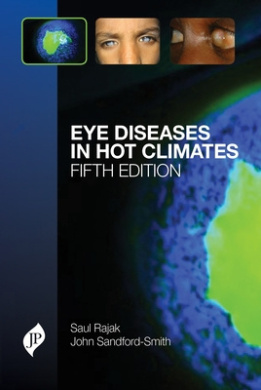 EYE DISEASES
IN HOT CLIMATES
FIFTH EDITION
Saul Rajak
John Sandford-Smith
JP